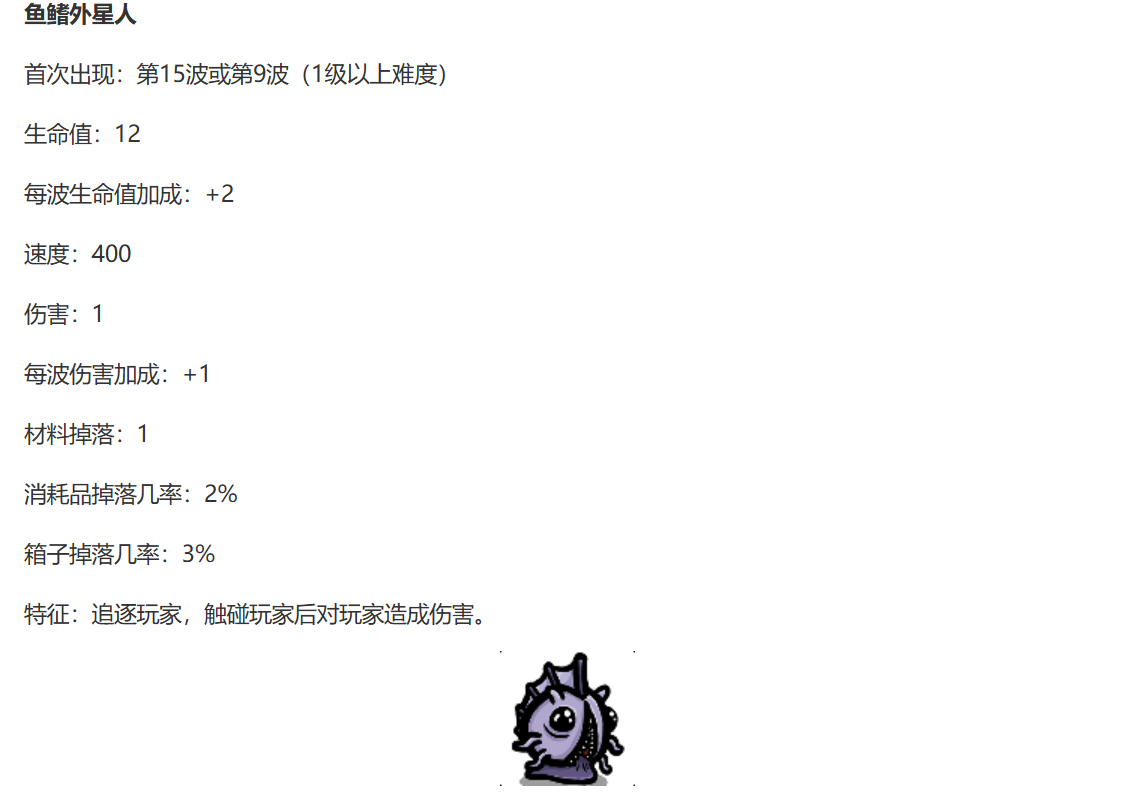 鱼鳍外星人
首次出现：第15波或第9波（1级以上难度）
生命值：12
每波生命值加成：+2
速度：400
伤害：1
每波伤害加成：+1
材料掉落：1
消耗品掉落几率：2%
箱子掉落几率：3%
特征：追逐玩家，触碰玩家后对玩家造成伤害。